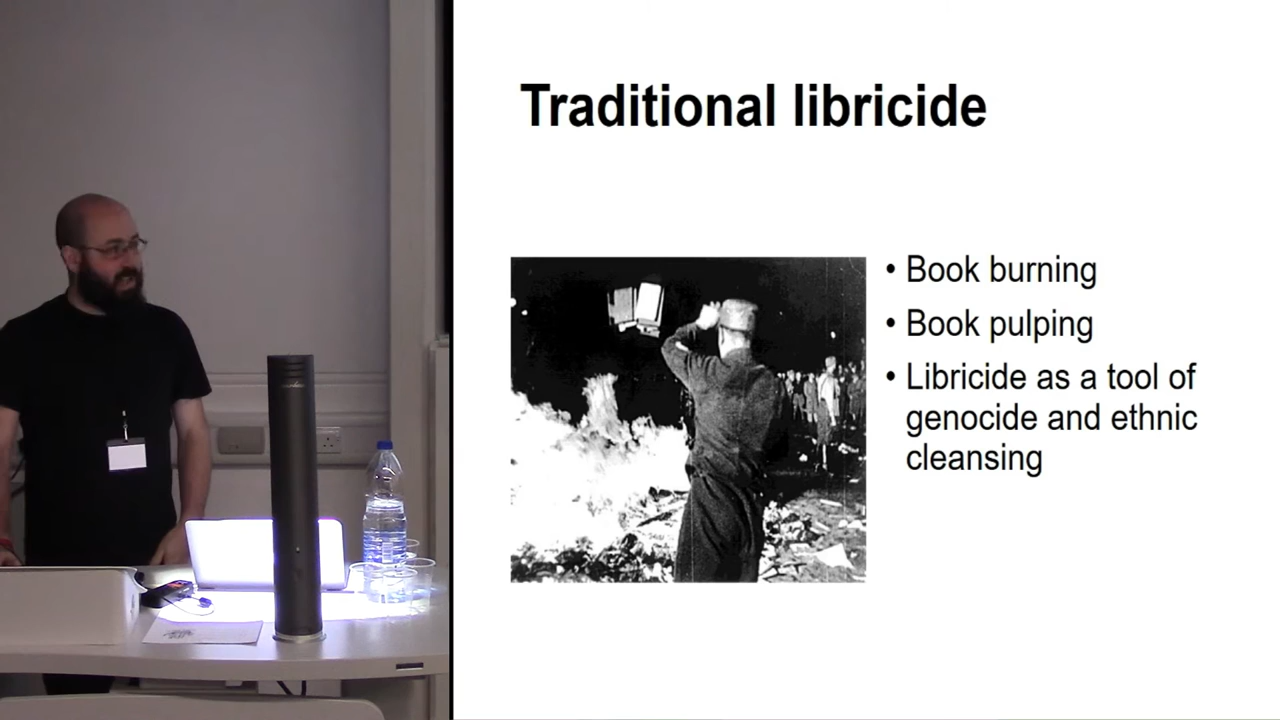 Traditional libricide
• Book burning
• Book pulping
• Libricide as a tool of
genocide and ethnic
cleansing